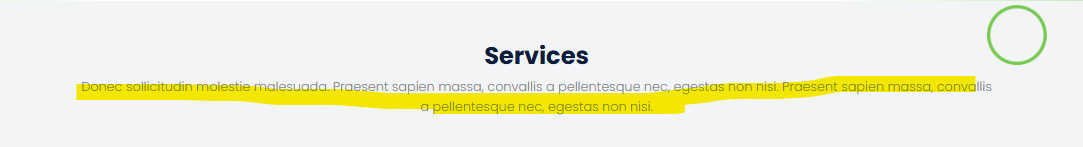 Services
Donec sollicitudin molestie malesuada. Praesent sapien massa, convallis a pellentesque nec, egestas non nisi. Praesent sapien massa, convallis
a pellentesque nec, egestas non nisi.